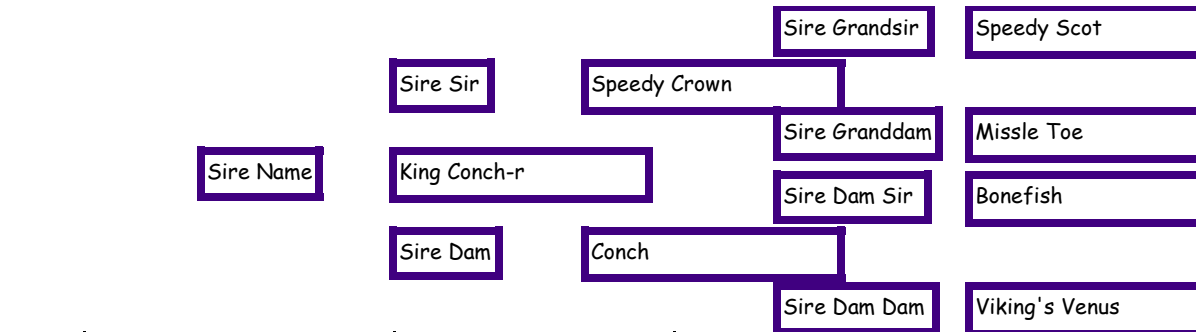 Sire Grandsir Speedy Scot
Sire Sir Speedy Crown
Sire Granddam Missle Toe
Sire Name King Conch-r
Sire Dam Sir Bonefish
Sire Dam Conch
Sire Dam Dam Viking's Venus